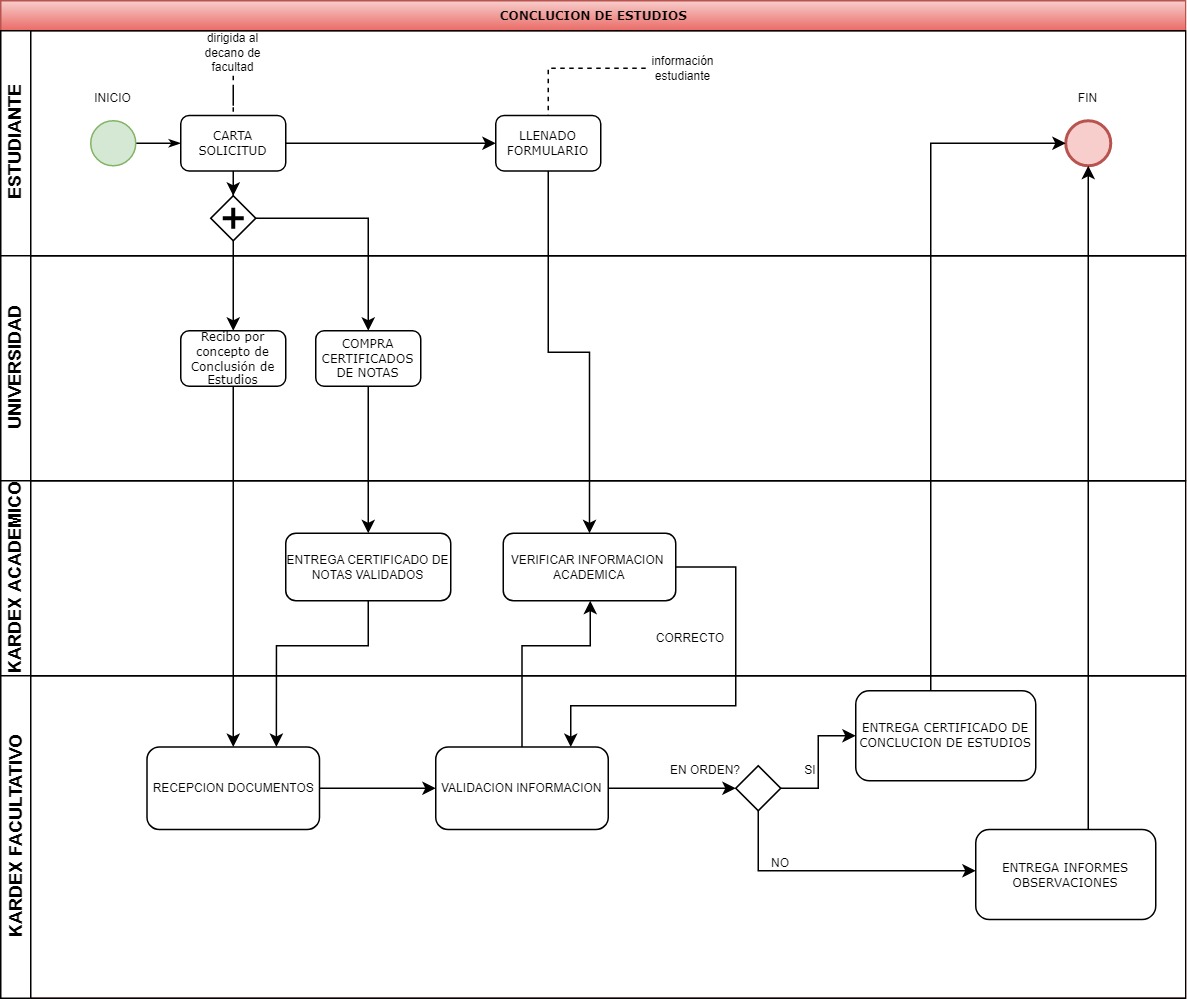 CONCLUCION DE ESTUDIOS
ESTUDIANTE
dirigida al
decano de
facultad
información
estudiante
INICIO
FIN
CARTA
SOLICITUD
LLENADO
FORMULARIO
UNIVERSIDAD
Recibo por
concepto de
Conclusión de
Estudios
COMPRA
CERTIFICADOS
DE NOTAS
KARDEX ACADEMICO
ENTREGA CERTIFICADO DE
NOTAS VALIDADOS
VERIFICAR INFORMACION
ACADEMICA
CORRECTO
KARDEX FACULTATIVO
RECEPCION DOCUMENTOS
VALIDACION INFORMACION
EN ORDEN?
SI
NO
ENTREGA CERTIFICADO DE
CONCLUCION DE ESTUDIOS
ENTREGA INFORMES
OBSERVACIONES